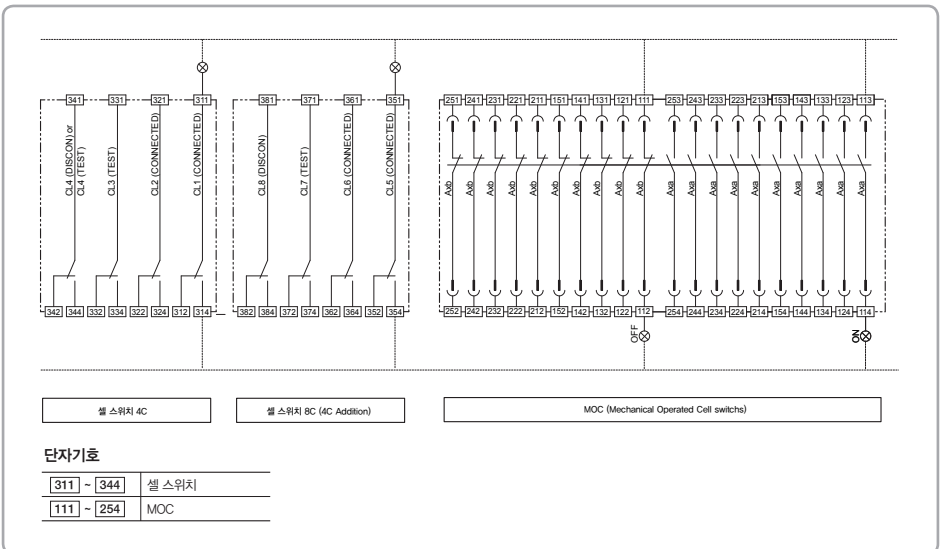 341 331 321 311 381 371 361 351 251 241 231 221 211 151 141 131 121 111 253 243 233 223 213 153 143 133 123 113
CL4 (DISCON) or
CL4 (TEST)
CL3 (TEST)
CL2 (CONNECTED)
CL1 (CONNECTED)
CL8 (DISCON)
CL7 (TEST)
CL6 (CONNECTED)
CL5 (CONNECTED)
Axb Axb Axb Axb Axb Axb Axb Axb Axb Axb Axa Axa Axa Axa Axa Axa Axa Axa Axa Axa
342 344 332 334 322 324 312 314 382 384 372 374 362 364 352 354 252 242 232 222 212 152 142 132 122 112 254 244 234 224 214 154 144 134 124 114
OFF
ON
셀 스위치 4C
셀 스위치 8C (4C Addition)
MOC (Mechanical Operated Cell switchs)
단자기호
311 ~ 344 셀 스위치
111 ~ 254 MOC